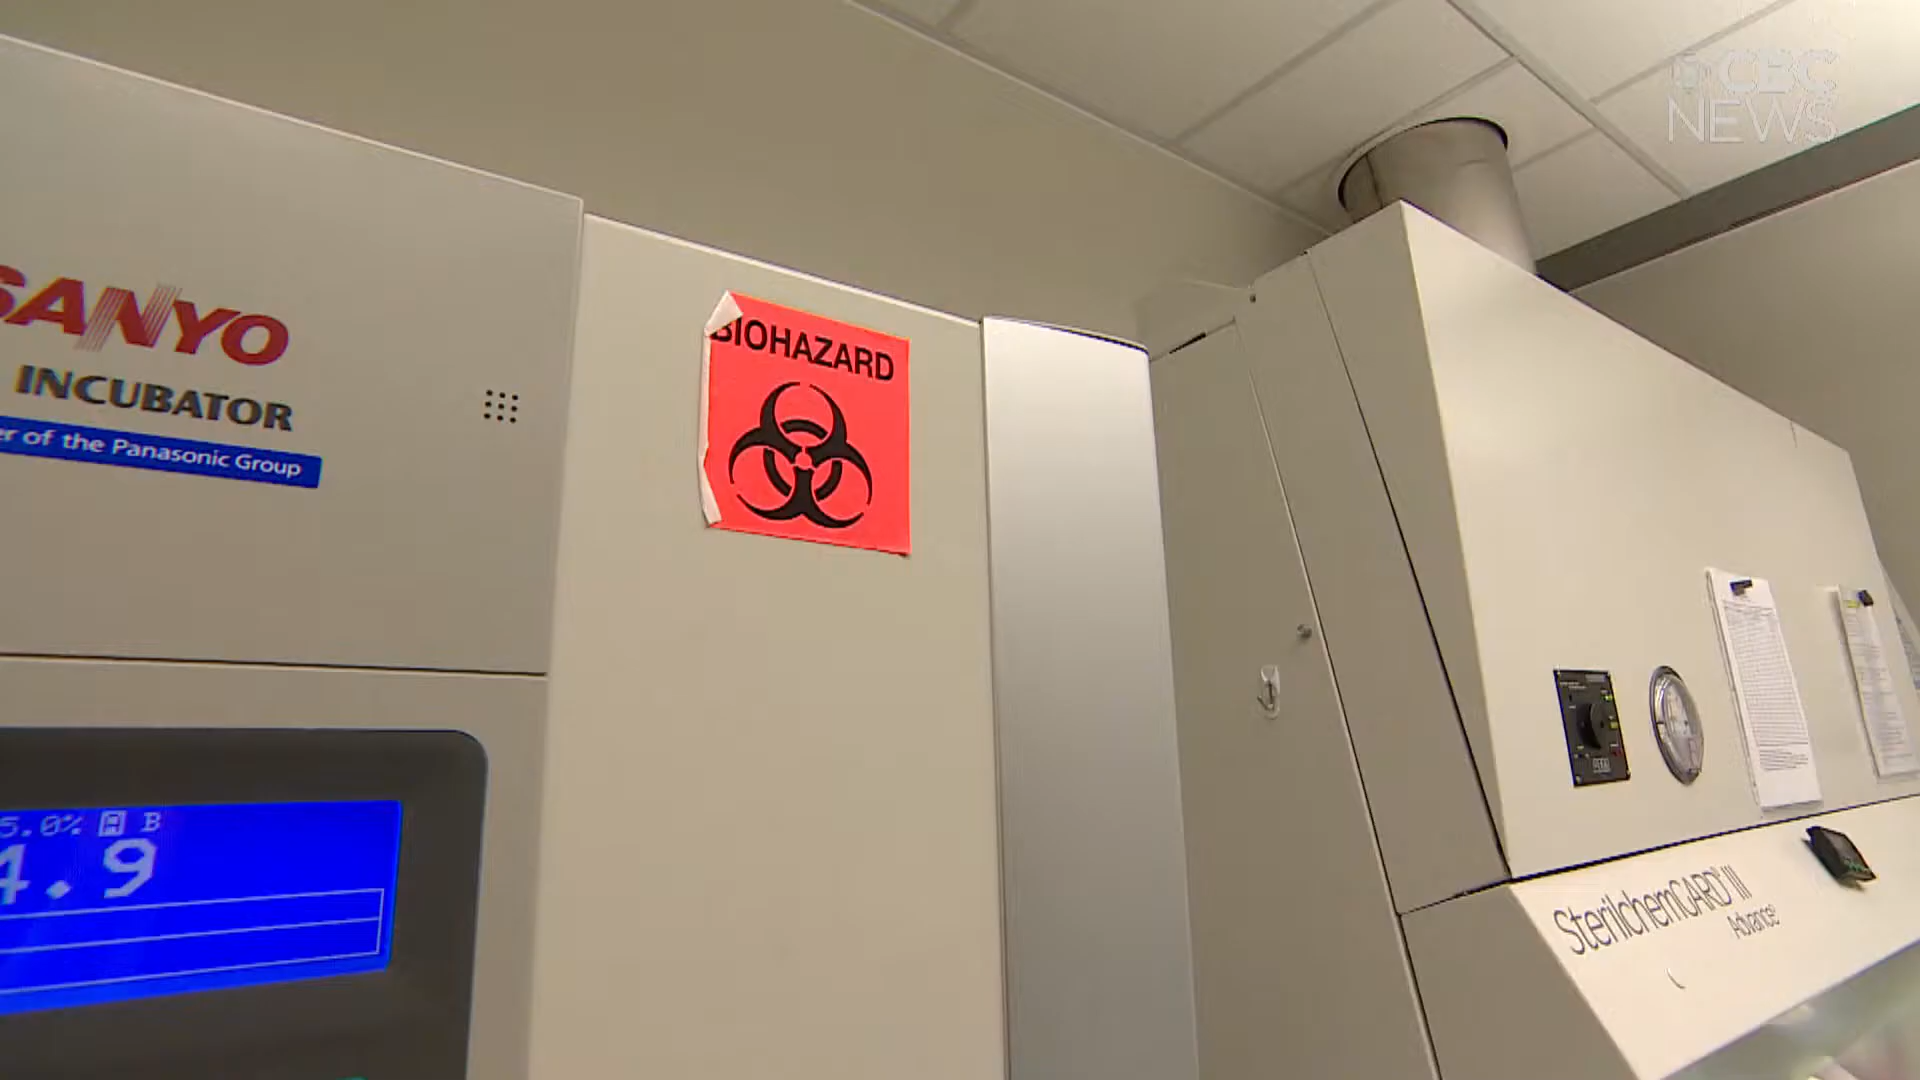 CBC
NEWS
SANYO
INCUBATOR
of the Panasonic Group
BIOHAZARD
5.0% B
4.9
SterilchemGARD III
Advance